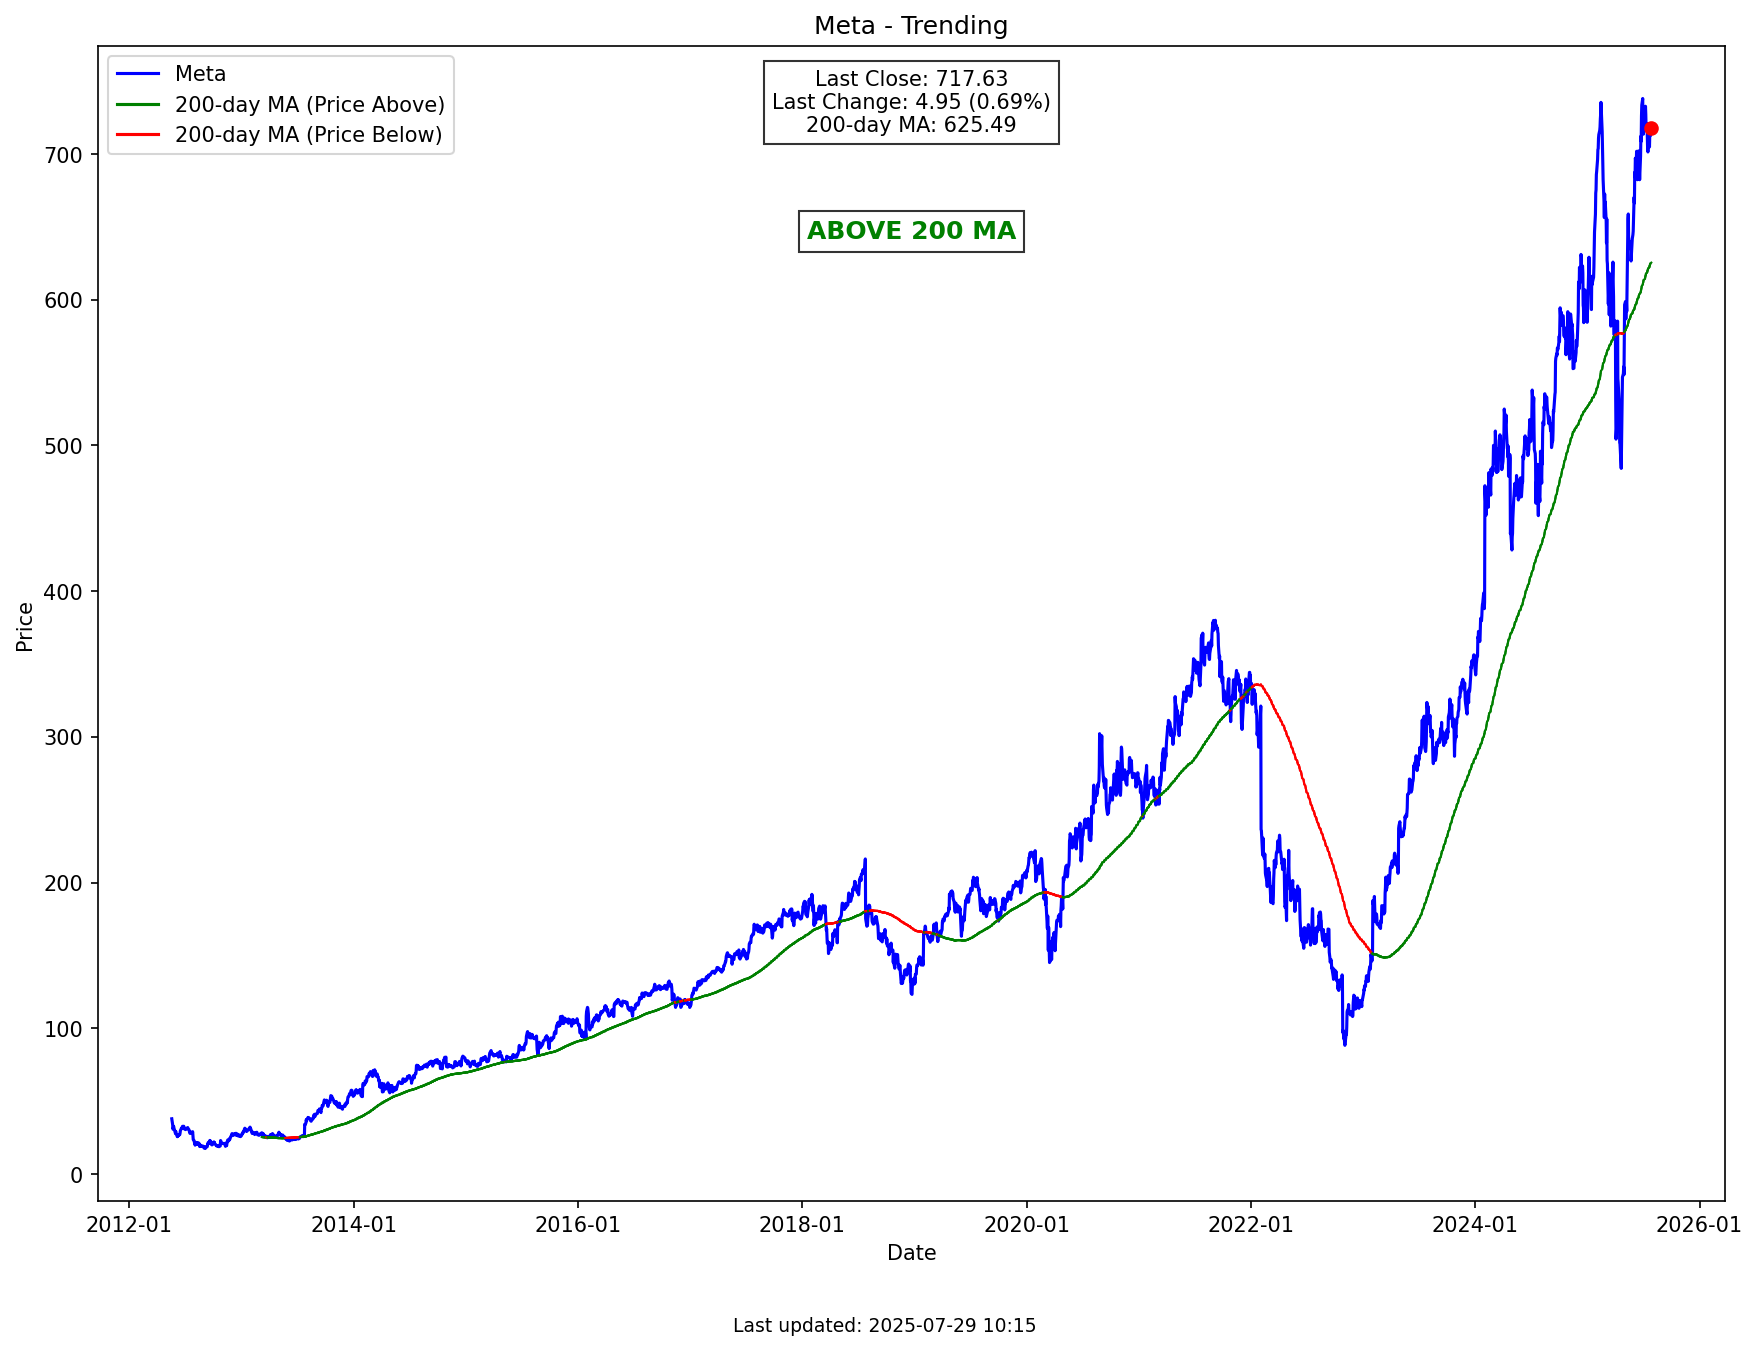 Meta - Trending
Meta
200-day MA (Price Above)
200-day MA (Price Below)
Last Close: 717.63
Last Change: 4.95 (0.69%)
200-day MA: 625.49
ABOVE 200 MA
Price
700
600
500
400
300
200
100
0
2012-01
2014-01
2016-01
2018-01
2020-01
2022-01
2024-01
2026-01
Date
Last updated: 2025-07-29 10:15